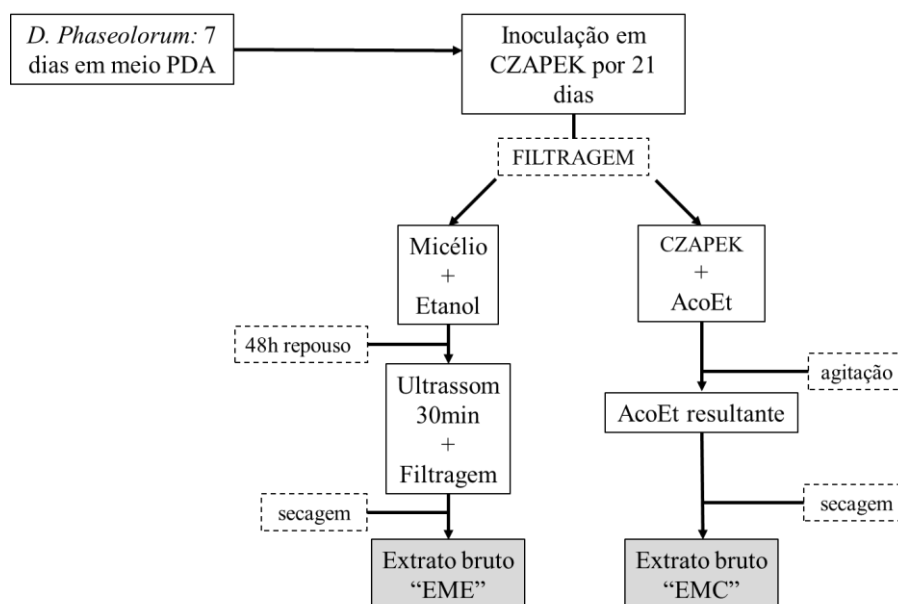 D. Phaseolorum: 7
dias em meio PDA
Inoculação em
CZAPEK por 21
dias
FILTRAGEM
Micélio
+
Etanol
CZAPEK
+
AcoEt
48h repouso
agitação
Ultrassom
30min
+
Filtragem
AcoEt resultante
secagem
secagem
Extrato bruto
“EME”
Extrato bruto
“EMC”